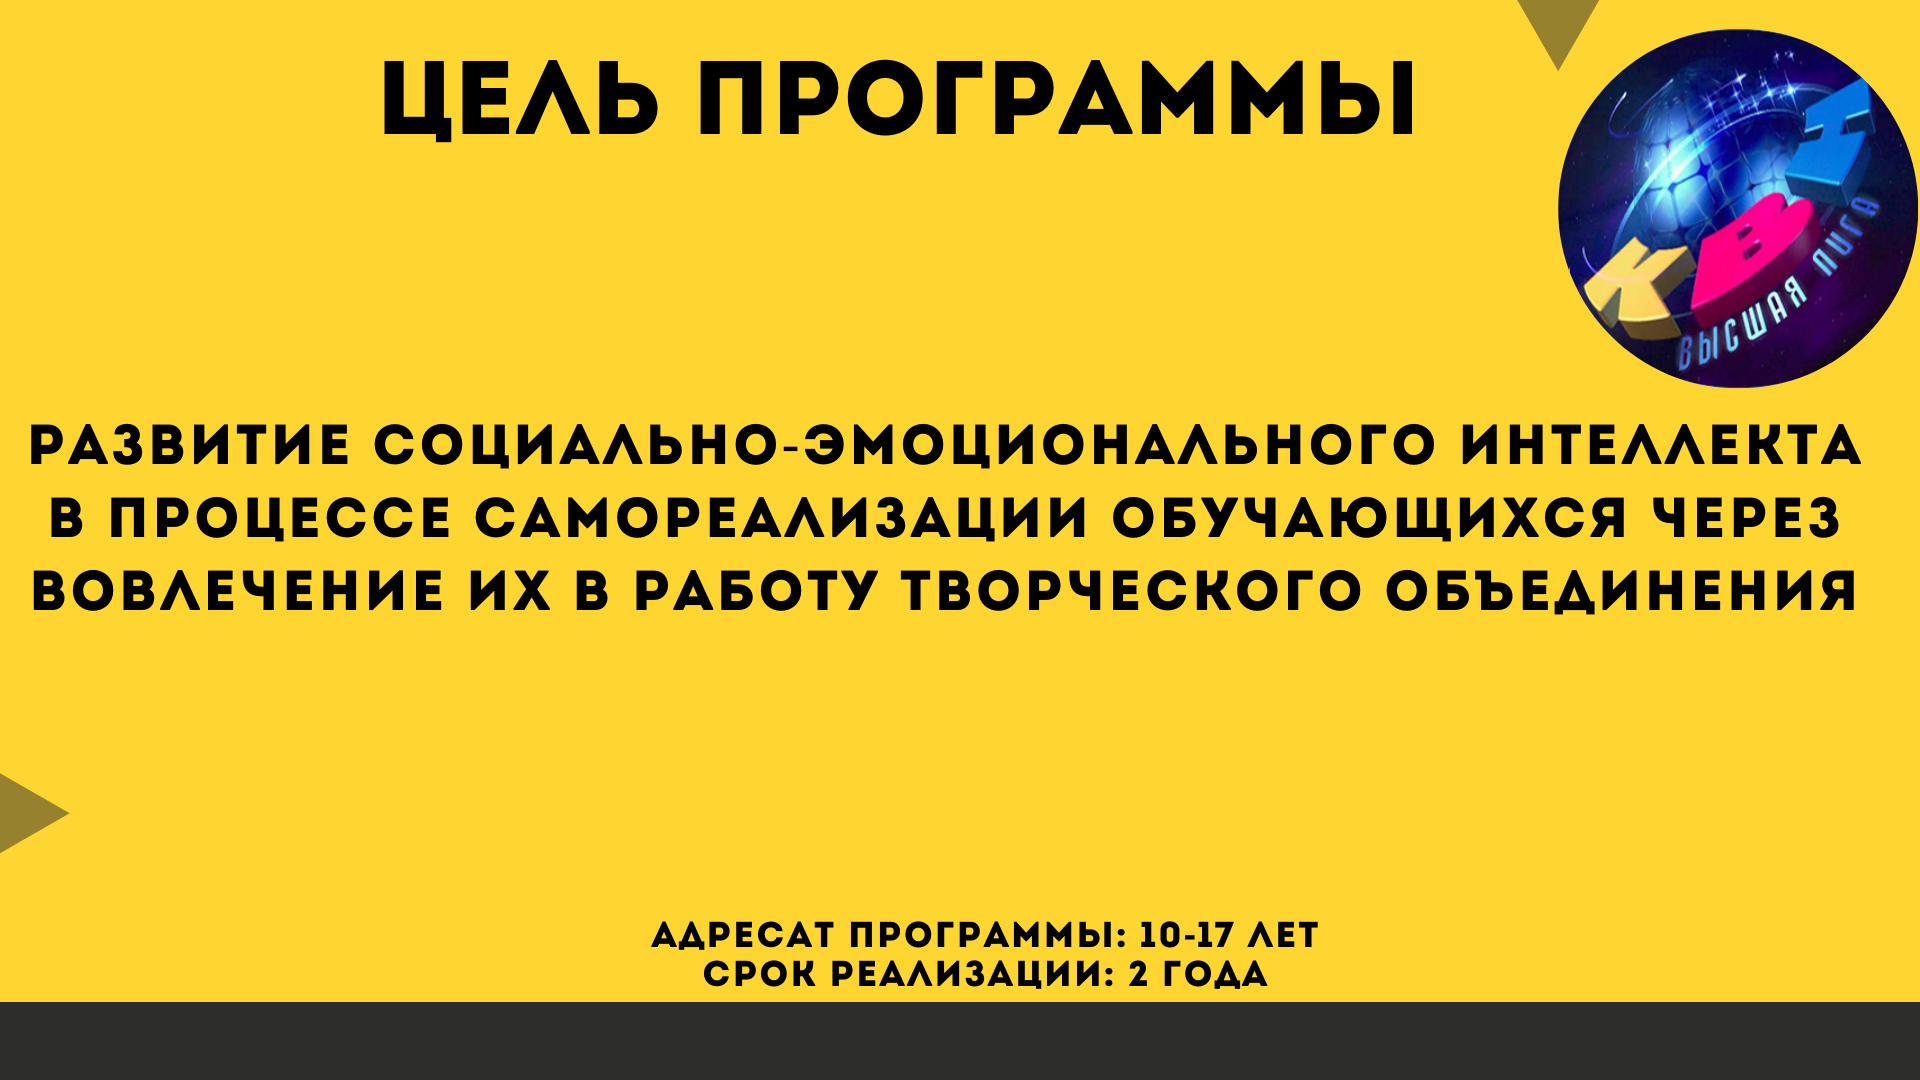 ЦЕЛЬ ПРОГРАММЫ
КВН
ВЫСШАЯ ЛИГА
РАЗВИТИЕ СОЦИАЛЬНО-ЭМОЦИОНАЛЬНОГО ИНТЕЛЛЕКТА
В ПРОЦЕССЕ САМОРЕАЛИЗАЦИИ ОБУЧАЮЩИХСЯ ЧЕРЕЗ
ВОВЛЕЧЕНИЕ ИХ В РАБОТУ ТВОРЧЕСКОГО ОБЪЕДИНЕНИЯ
АДРЕСАТ ПРОГРАММЫ: 10-17 ЛЕТ
СРОК РЕАЛИЗАЦИИ: 2 ГОДА